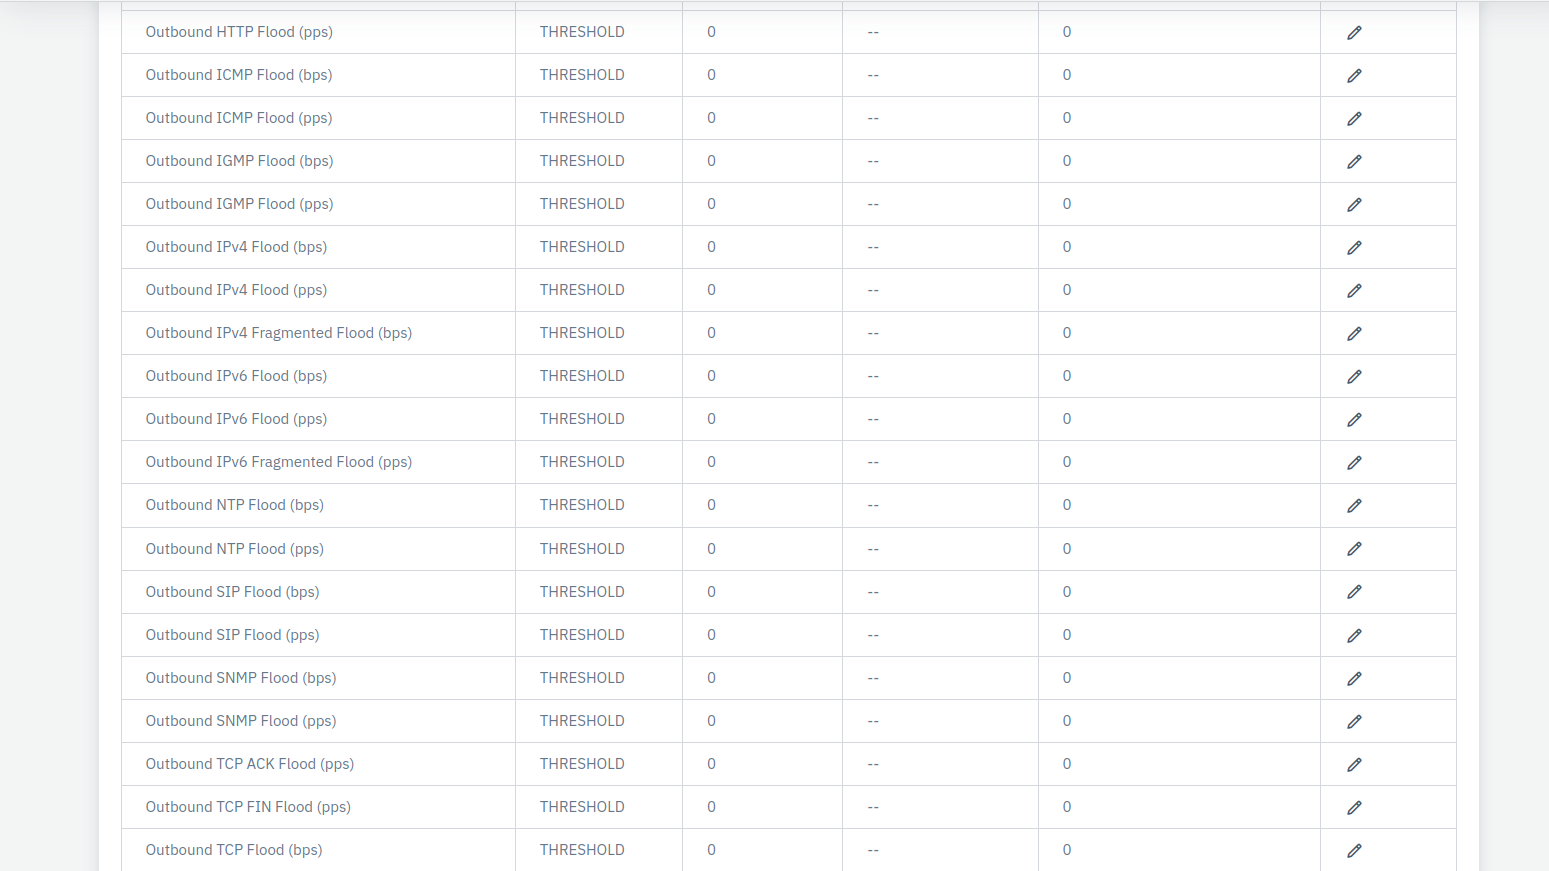 Outbound HTTP Flood (pps) THRESHOLD 0 -- 0
Outbound ICMP Flood (bps) THRESHOLD 0 -- 0
Outbound ICMP Flood (pps) THRESHOLD 0 -- 0
Outbound IGMP Flood (bps) THRESHOLD 0 -- 0
Outbound IGMP Flood (pps) THRESHOLD 0 -- 0
Outbound IPv4 Flood (bps) THRESHOLD 0 -- 0
Outbound IPv4 Flood (pps) THRESHOLD 0 -- 0
Outbound IPv4 Fragmented Flood (bps) THRESHOLD 0 -- 0
Outbound IPv6 Flood (bps) THRESHOLD 0 -- 0
Outbound IPv6 Flood (pps) THRESHOLD 0 -- 0
Outbound IPv6 Fragmented Flood (pps) THRESHOLD 0 -- 0
Outbound NTP Flood (bps) THRESHOLD 0 -- 0
Outbound NTP Flood (pps) THRESHOLD 0 -- 0
Outbound SIP Flood (bps) THRESHOLD 0 -- 0
Outbound SIP Flood (pps) THRESHOLD 0 -- 0
Outbound SNMP Flood (bps) THRESHOLD 0 -- 0
Outbound SNMP Flood (pps) THRESHOLD 0 -- 0
Outbound TCP ACK Flood (pps) THRESHOLD 0 -- 0
Outbound TCP FIN Flood (pps) THRESHOLD 0 -- 0
Outbound TCP Flood (bps) THRESHOLD 0 -- 0